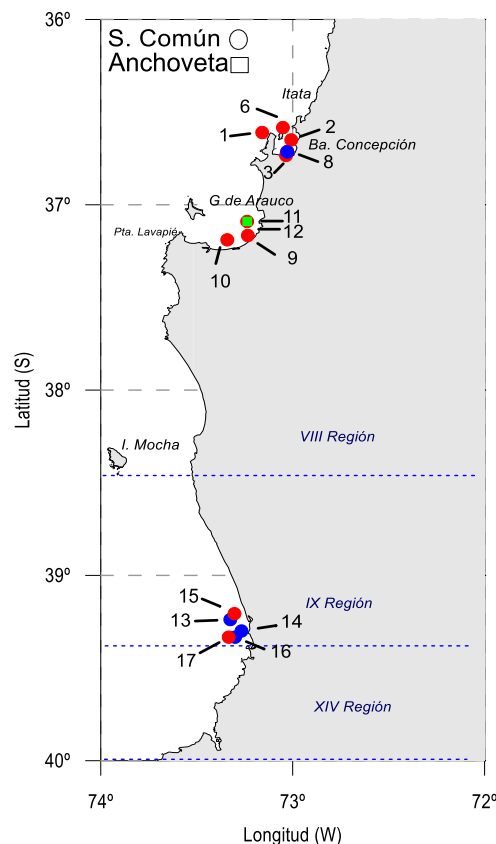 36º
S. Común
Anchoveta
Itata
6
1
2
Ba. Concepción
3
8
37º
G de Arauco
11
Pta. Lavapié
12
10
9
Latitud (S)
38º
I. Mocha
VIII Región
39º
15
IX Región
13
14
17
16
XIV Región
40º
74º
73º
72º
Longitud (W)